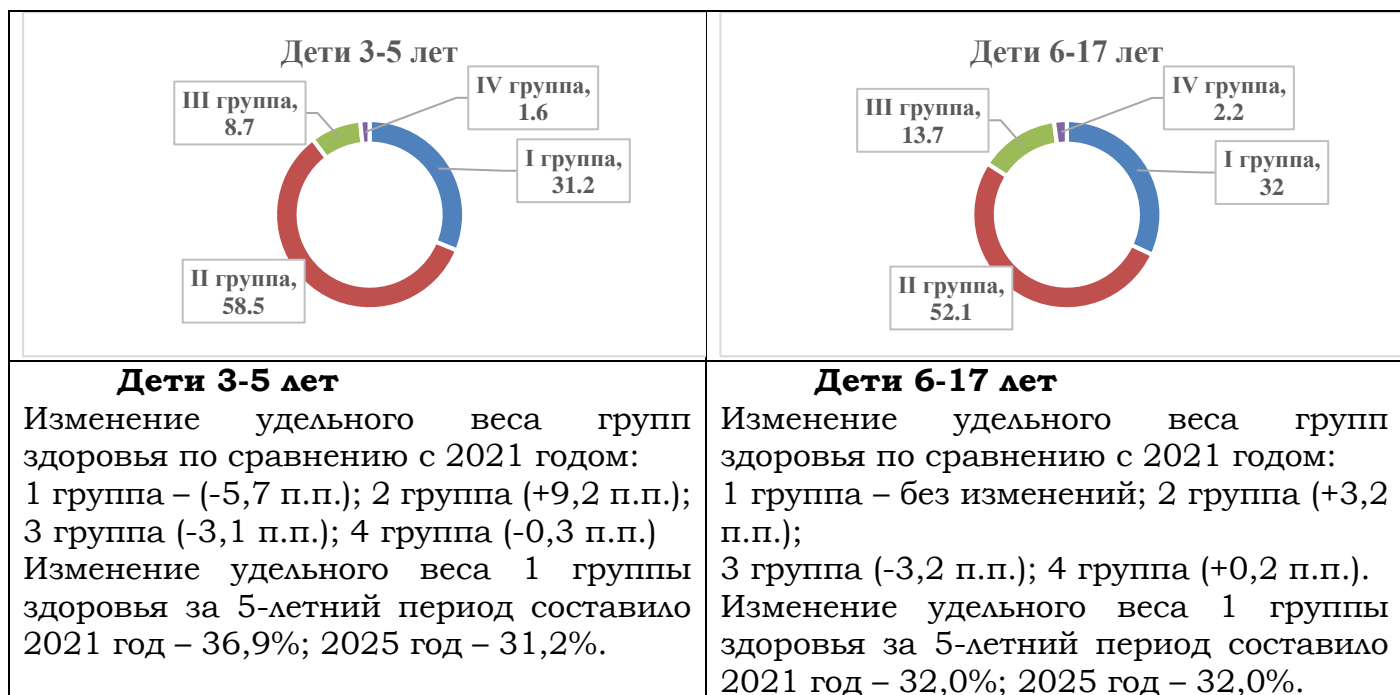 Дети 3-5 лет
III группа,
8.7
IV группа,
1.6
I группа,
31.2
II группа,
58.5
Дети 6-17 лет
III группа,
13.7
IV группа,
2.2
I группа,
32
II группа,
52.1
Дети 3-5 лет
Изменение удельного веса групп
здоровья по сравнению с 2021 годом:
1 группа – (-5,7 п.п.); 2 группа (+9,2 п.п.);
3 группа (-3,1 п.п.); 4 группа (-0,3 п.п.)
Изменение удельного веса 1 группы
здоровья за 5-летний период составило
2021 год – 36,9%; 2025 год – 31,2%.
Дети 6-17 лет
Изменение удельного веса групп
здоровья по сравнению с 2021 годом:
1 группа – без изменений; 2 группа (+3,2
п.п.);
3 группа (-3,2 п.п.); 4 группа (+0,2 п.п.).
Изменение удельного веса 1 группы
здоровья за 5-летний период составило
2021 год – 32,0%; 2025 год – 32,0%.